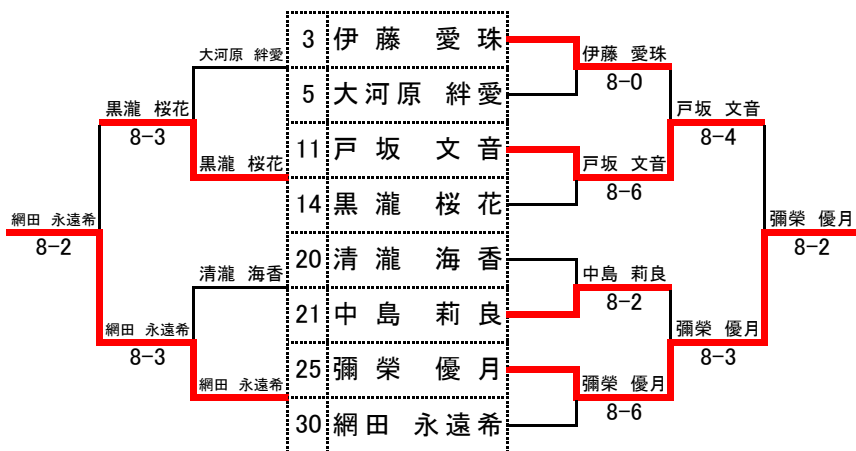 大河原 絆愛
黒瀧 桜花
8-3
黒瀧 桜花
網田 永遠希
8-2
清瀧 海香
網田 永遠希
8-3
網田 永遠希
3 伊藤 愛珠
5 大河原 絆愛
11 戸坂 文音
14 黒瀧 桜花
20 清瀧 海香
21 中島 莉良
25 彌榮 優月
30 網田 永遠希
伊藤 愛珠
8-0
戸坂 文音
8-4
戸坂 文音
8-6
彌榮 優月
8-2
中島 莉良
8-2
彌榮 優月
8-3
彌榮 優月
8-6